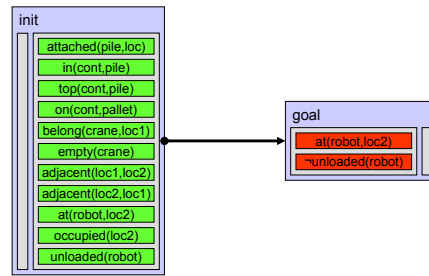 init
attached(pile,loc)
in(cont,pile)
top(cont,pile)
on(cont,pallet)
belong(crane,loc1)
empty(crane)
adjacent(loc1,loc2)
adjacent(loc2,loc1)
at(robot,loc2)
occupied(loc2)
unloaded(robot)
goal
at(robot,loc2)
¬unloaded(robot)